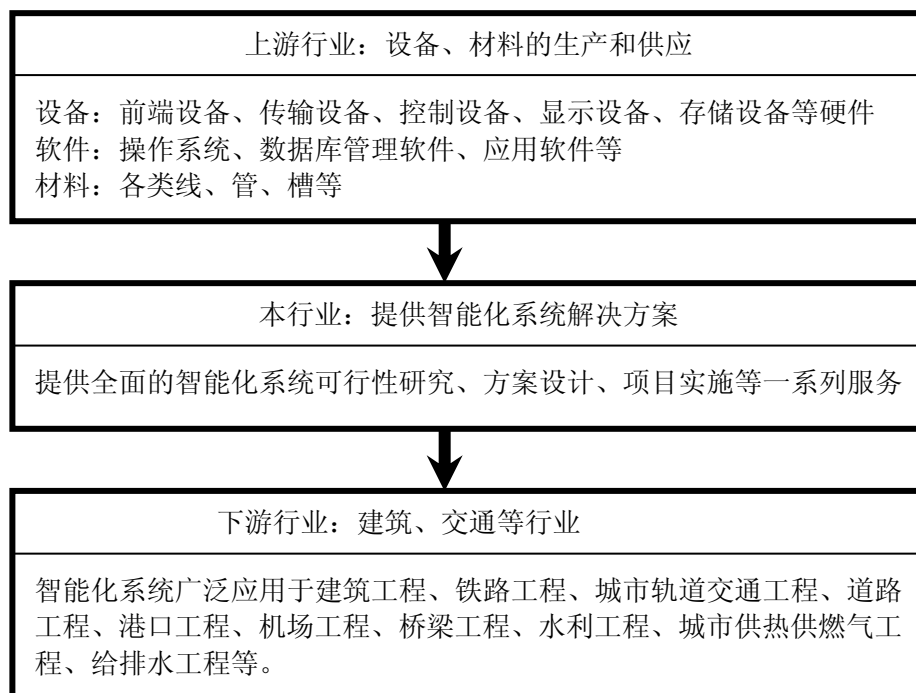 上游行业：设备、材料的生产和供应
设备：前端设备、传输设备、控制设备、显示设备、存储设备等硬件
软件：操作系统、数据库管理软件、应用软件等
材料：各类线、管、槽等
本行业：提供智能化系统解决方案
提供全面的智能化系统可行性研究、方案设计、项目实施等一系列服务
下游行业：建筑、交通等行业
智能化系统广泛应用于建筑工程、铁路工程、城市轨道交通工程、道路
工程、港口工程、机场工程、桥梁工程、水利工程、城市供热供燃气工
程、给排水工程等。